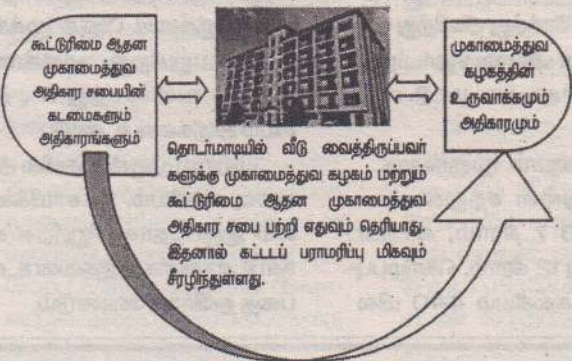 கூட்டுரிமை ஆதன
முகாமைத்துவ
அதிகார சபையின்
கடமைகளும்
அதிகாரங்களும்
முகாமைத்துவ
கழகத்தின்
உருவாக்கமும்
அதிகாரமும்
தொடர்மாடியில் வீடு வைத்திருப்பவர்
களுக்கு முகாமைத்துவ கழகம் மற்றும்
கூட்டுரிமை ஆதன முகாமைத்துவ
அதிகார சபை பற்றி எதுவும் தெரியாது.
இதனால் கட்டடப் பராமரிப்பு மிகவும்
சீரழிந்துள்ளது.